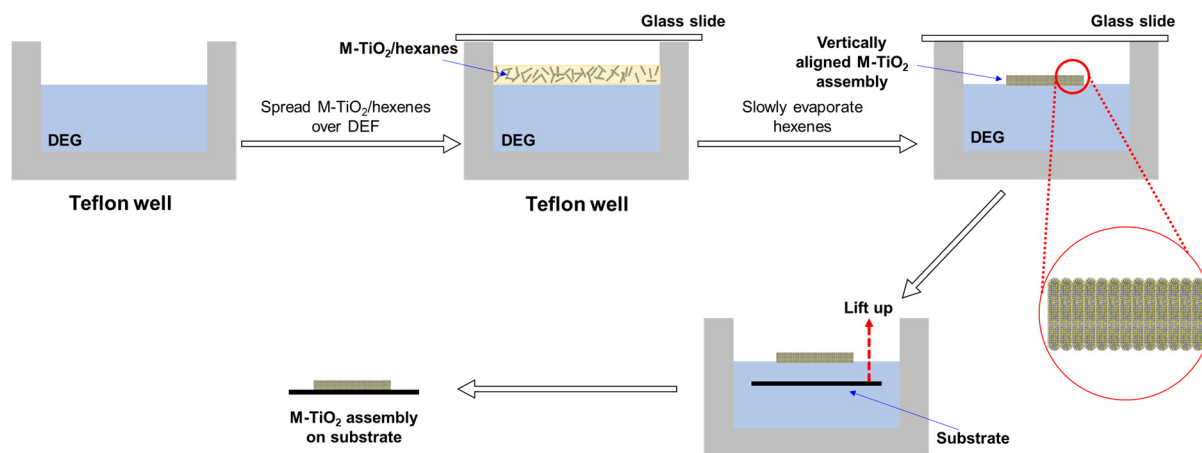 DEG
Teflon well
Spread M-TiO₂/hexenes
over DEF
Glass slide
M-TiO₂/hexanes
DEG
Teflon well
Slowly evaporate
hexenes
Glass slide
Vertically
aligned M-TiO₂
assembly
DEG
Lift up
Substrate
M-TiO₂ assembly
on substrate